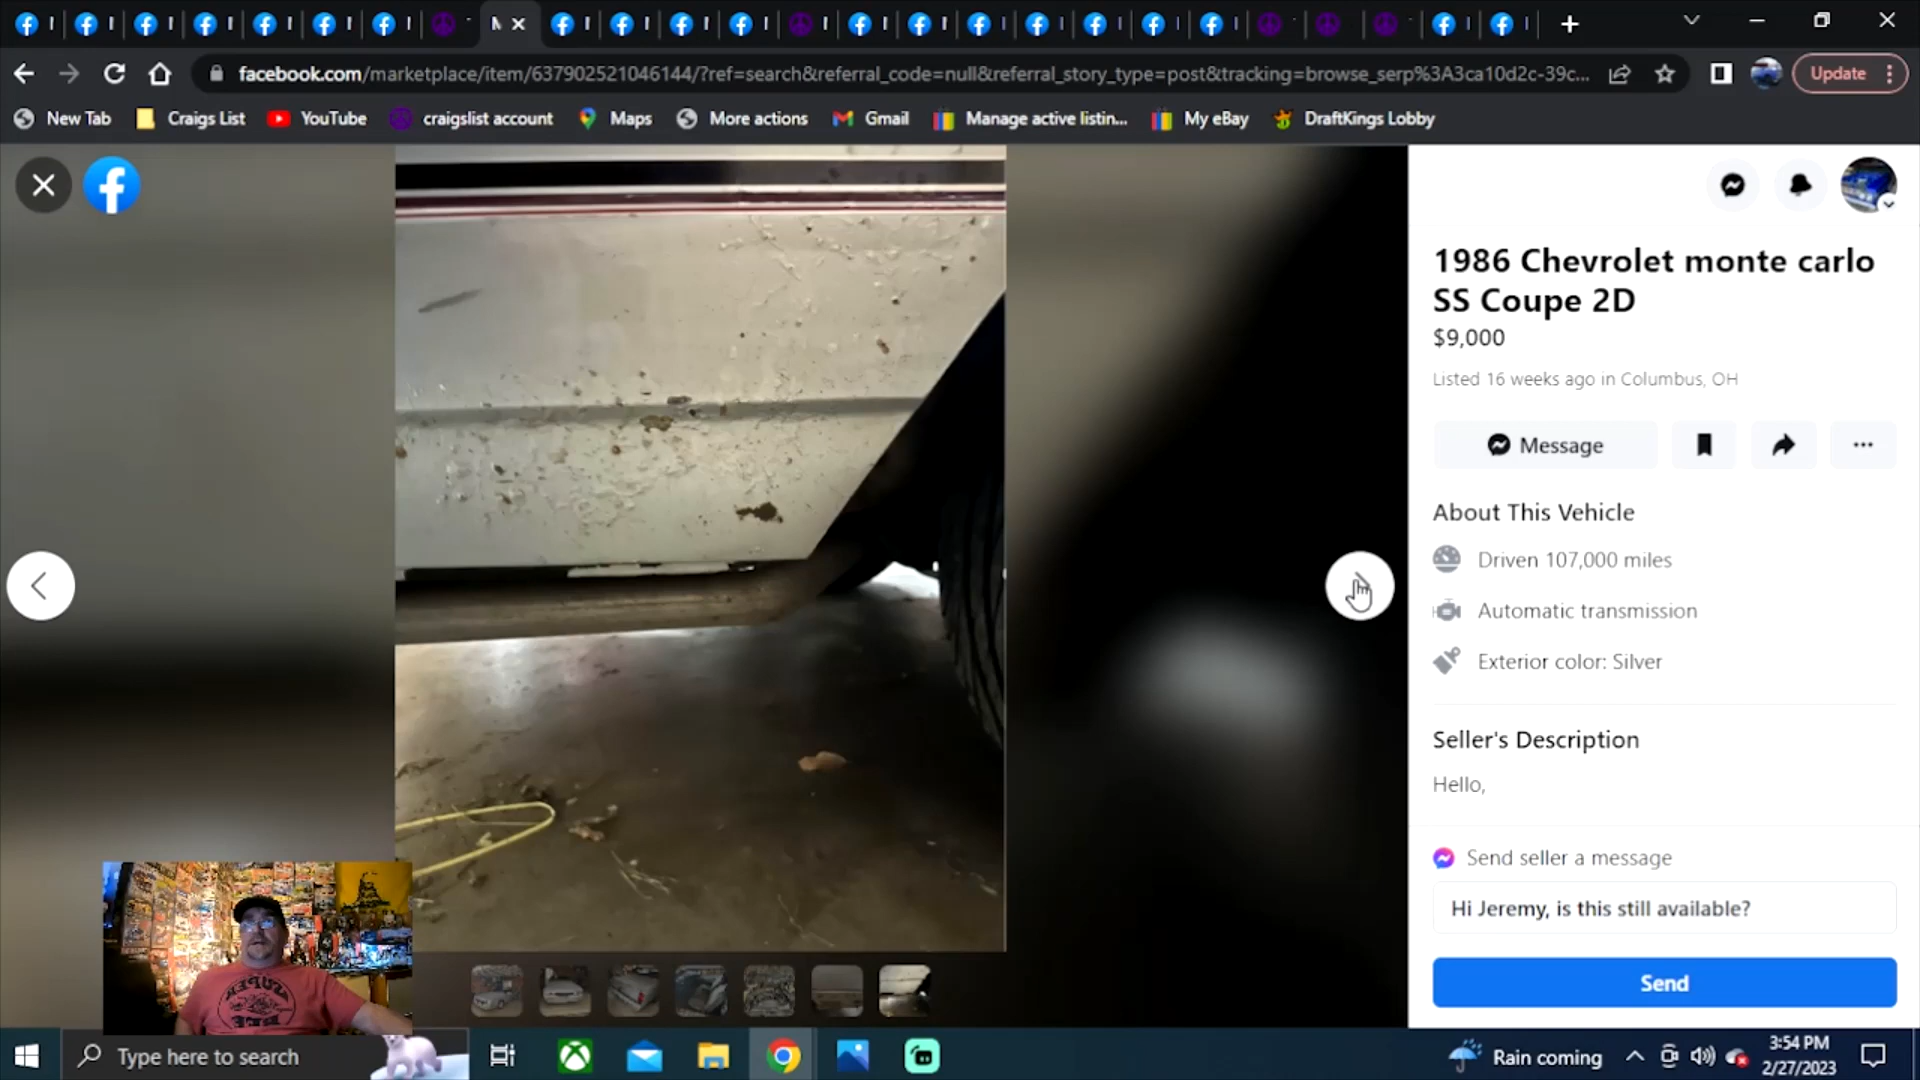 facebook.com/marketplace/item/637902521046144/?ref=search&referral_code=null&referral_story_type=post&tracking=browse_serp%3A3ca10d2c-39c...
Update
New Tab
Craigs List
YouTube
craigslist account
Maps
More actions
Gmail
Manage active listin...
My eBay
DraftKings Lobby
1986 Chevrolet monte carlo
SS Coupe 2D
$9,000
Listed 16 weeks ago in Columbus, OH
Message
About This Vehicle
Driven 107,000 miles
Automatic transmission
Exterior color: Silver
Seller's Description
Hello,
Send seller a message
Hi Jeremy, is this still available?
Send
Type here to search
Rain coming
3:54 PM
2/27/2023